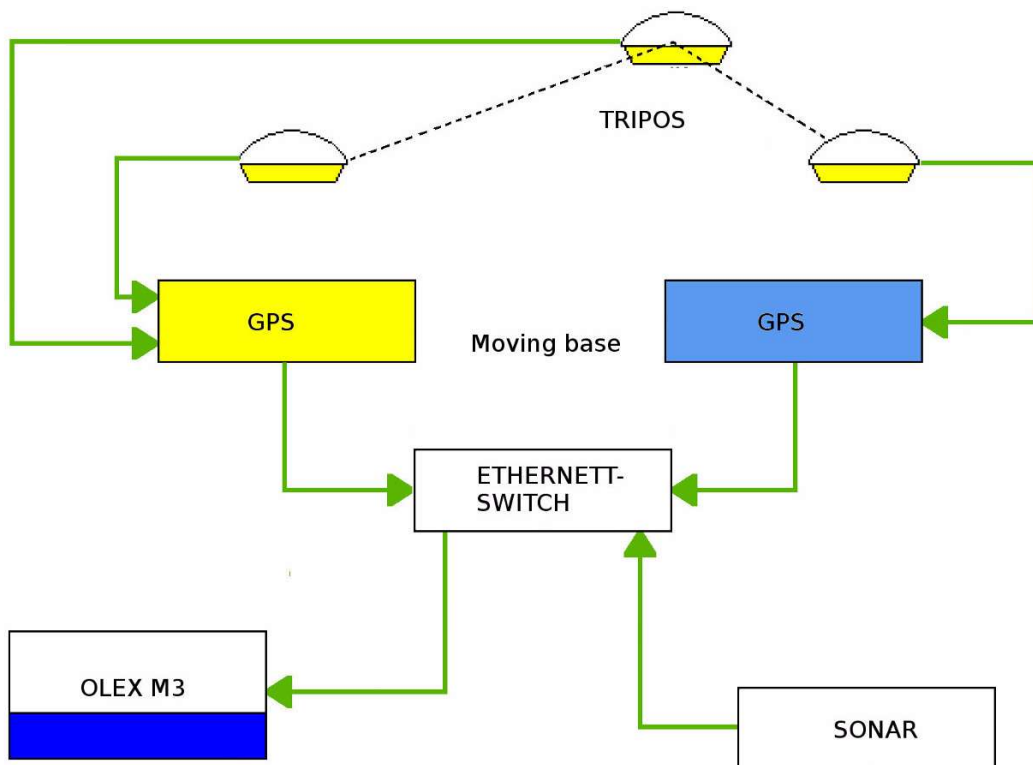 TRIPOS
GPS
GPS
Moving base
ETHERNETT-
SWITCH
OLEX M3
SONAR